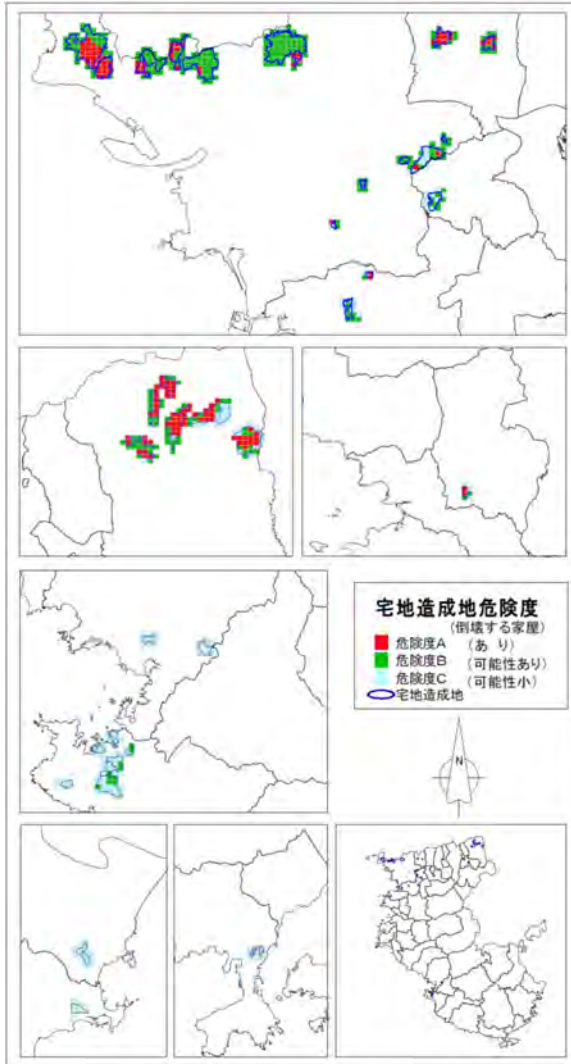 宅地造成地危険度
(倒壊する家屋)
危険度A (あ り)
危険度B (可能性あり)
危険度C (可能性小)
宅地造成地
N